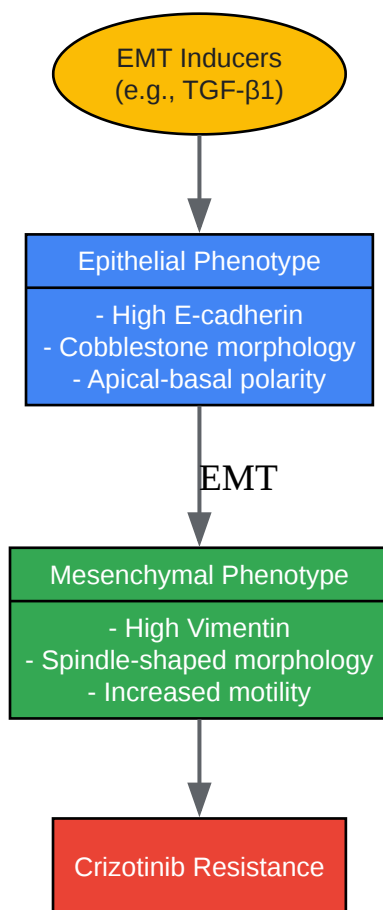 EMT Inducers
(e.g., TGF-β1)
Epithelial Phenotype
- High E-cadherin
- Cobblestone morphology
- Apical-basal polarity
EMT
Mesenchymal Phenotype
- High Vimentin
- Spindle-shaped morphology
- Increased motility
Crizotinib Resistance